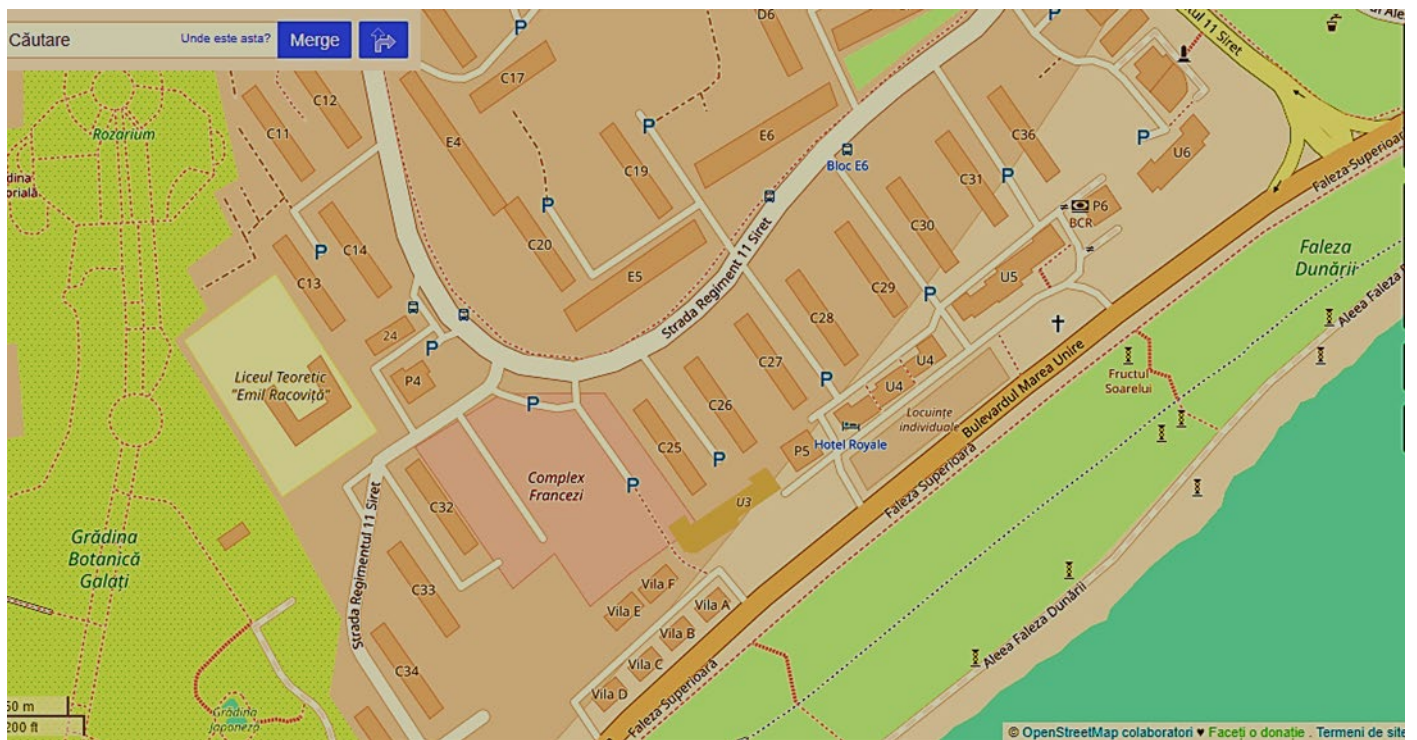 Căutare
Unde este asta?
Merge
Rozarium
C11
C12
C17
E4
C19
D6
E6
Bloc E6
C36
C31
U6
P6
BCR
11 Siret
Faleza Superioară
Faleza
Dunării
C13
C14
C20
E5
Strada Regiment 11 Siret
C30
C29
U5
24
P4
Liceul Teoretic
"Emil Racoviță"
C28
C27
C26
C25
U4
U4
Locuințe
individuale
Hotel Royale
P5
U3
Bulevardul Marea Unire
Faleza Superioară
Fructul
Soarelui
Complex
Francezi
Strada Regimentul 11 Siret
C32
C33
C34
Grădina
Botanică
Galați
Grădina
Japoneză
Vila F
Vila E
Vila A
Vila B
Vila C
Vila D
Faleza Superioară
Aleea Faleza Dunării
Aleea Faleza
50 m
200 ft
P
P
P
P
P
P
P
P
P
P
P
P
P
© OpenStreetMap colaboratori ♥ Faceți o donație . Termeni de site